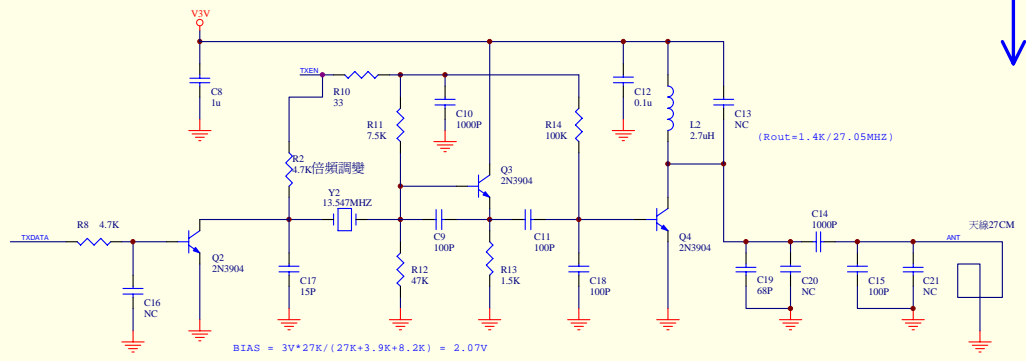 V3V
C8
1u
TXEN
R10
33
R11
7.5K
C10
1000P
R14
100K
C12
0.1u
L2
2.7uH
C13
NC
(Rout=1.4K/27.05MHZ)
R2
4.7K倍頻調變
Y2
13.547MHZ
Q3
2N3904
TXDATA
R8 4.7K
Q2
2N3904
C9
100P
C11
100P
Q4
2N3904
C14
1000P
ANT
天線27CM
C16
NC
C17
15P
R12
47K
R13
1.5K
C18
100P
C19
68P
C20
NC
C15
100P
C21
NC
BIAS = 3V*27K/(27K+3.9K+8.2K) = 2.07V